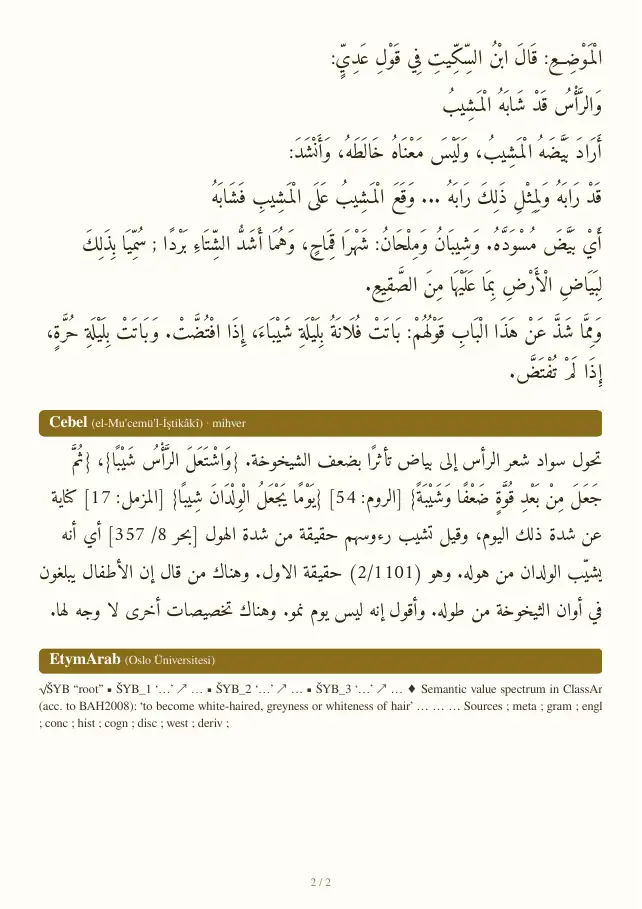 الْمَوْضِعِ: قَالَ ابْنُ السِّكِّيتِ فِي قَوْلِ عَدِيٍّ:
وَالرَّأْسُ قَدْ شَابَهُ الْمَشِيبُ
أَرَادَ بَيَّضَهُ الْمَشِيبُ، وَلَيْسَ مَعْنَاهُ خَالَطَهُ، وَأَنْشَدَ:
قَدْ رَابَهُ وَلِمِثْلِ ذَلِكَ رَابَهُ ... وَقَعَ الْمَشِيبُ عَلَى الْمَشِيبِ فَشَابَهُ
أَيْ بَيَّضَ مُسْوَدَّهُ. وَشِيبَانُ وَمِلْحَانُ: شَهْرَا قِمَاحٍ، وَهُمَا أَشَدُّ الشِّتَاءِ بَرْدًا ; سُمِّيَا بِذَلِكَ
لِبَيَاضِ الْأَرْضِ بِمَا عَلَيْهَا مِنَ الصَّقِيعِ.
وَمِمَّا شَذَّ عَنْ هَذَا الْبَابِ قَوْلُهُمْ: بَاتَتْ فُلَانَةُ بِلَيْلَةِ شَيْبَاءَ، إِذَا افْتُضَّتْ. وَبَاتَتْ بِلَيْلَةِ حُرَّةٍ،
إِذَا لَمْ تُفْتَضَّ.
Cebel (el-Mu'cemü'l-İştikâkî) · mihver
تحول سواد شعر الرأس إلى بياض تأثرًا بضعف الشيخوخة. {وَاشْتَعَلَ الرَّأْسُ شَيْبًا}، {ثُمَّ
جَعَلَ مِنْ بَعْدِ قُوَّةٍ ضَعْفًا وَشَيْبَةً} [الروم: 54] {يَوْمًا يَجْعَلُ الْوِلْدَانَ شِيبًا} [المزمل: 17] كناية
عن شدة ذلك اليوم، وقيل تشيب رءوسهم حقيقة من شدة الهول [بحر 8/ 357] أي أنه
يشيّب الولدان من هوله. وهو (2/1101) حقيقة الاول. وهناك من قال إن الأطفال يبلغون
في أوان الشيخوخة من طوله. وأقول إنه ليس يوم نمو. وهناك تخصيصات أخرى لا وجه لها.
EtymArab (Oslo Üniversitesi)
√ŠYB “root” ▪ ŠYB_1 ‘…’ ↗ … ▪ ŠYB_2 ‘…’ ↗ … ▪ ŠYB_3 ‘…’ ↗ … ♦ Semantic value spectrum in ClassAr
(acc. to BAH2008): ‘to become white-haired, greyness or whiteness of hair’ … … … Sources ; meta ; gram ; engl
; conc ; hist ; cogn ; disc ; west ; deriv ;
2 / 2